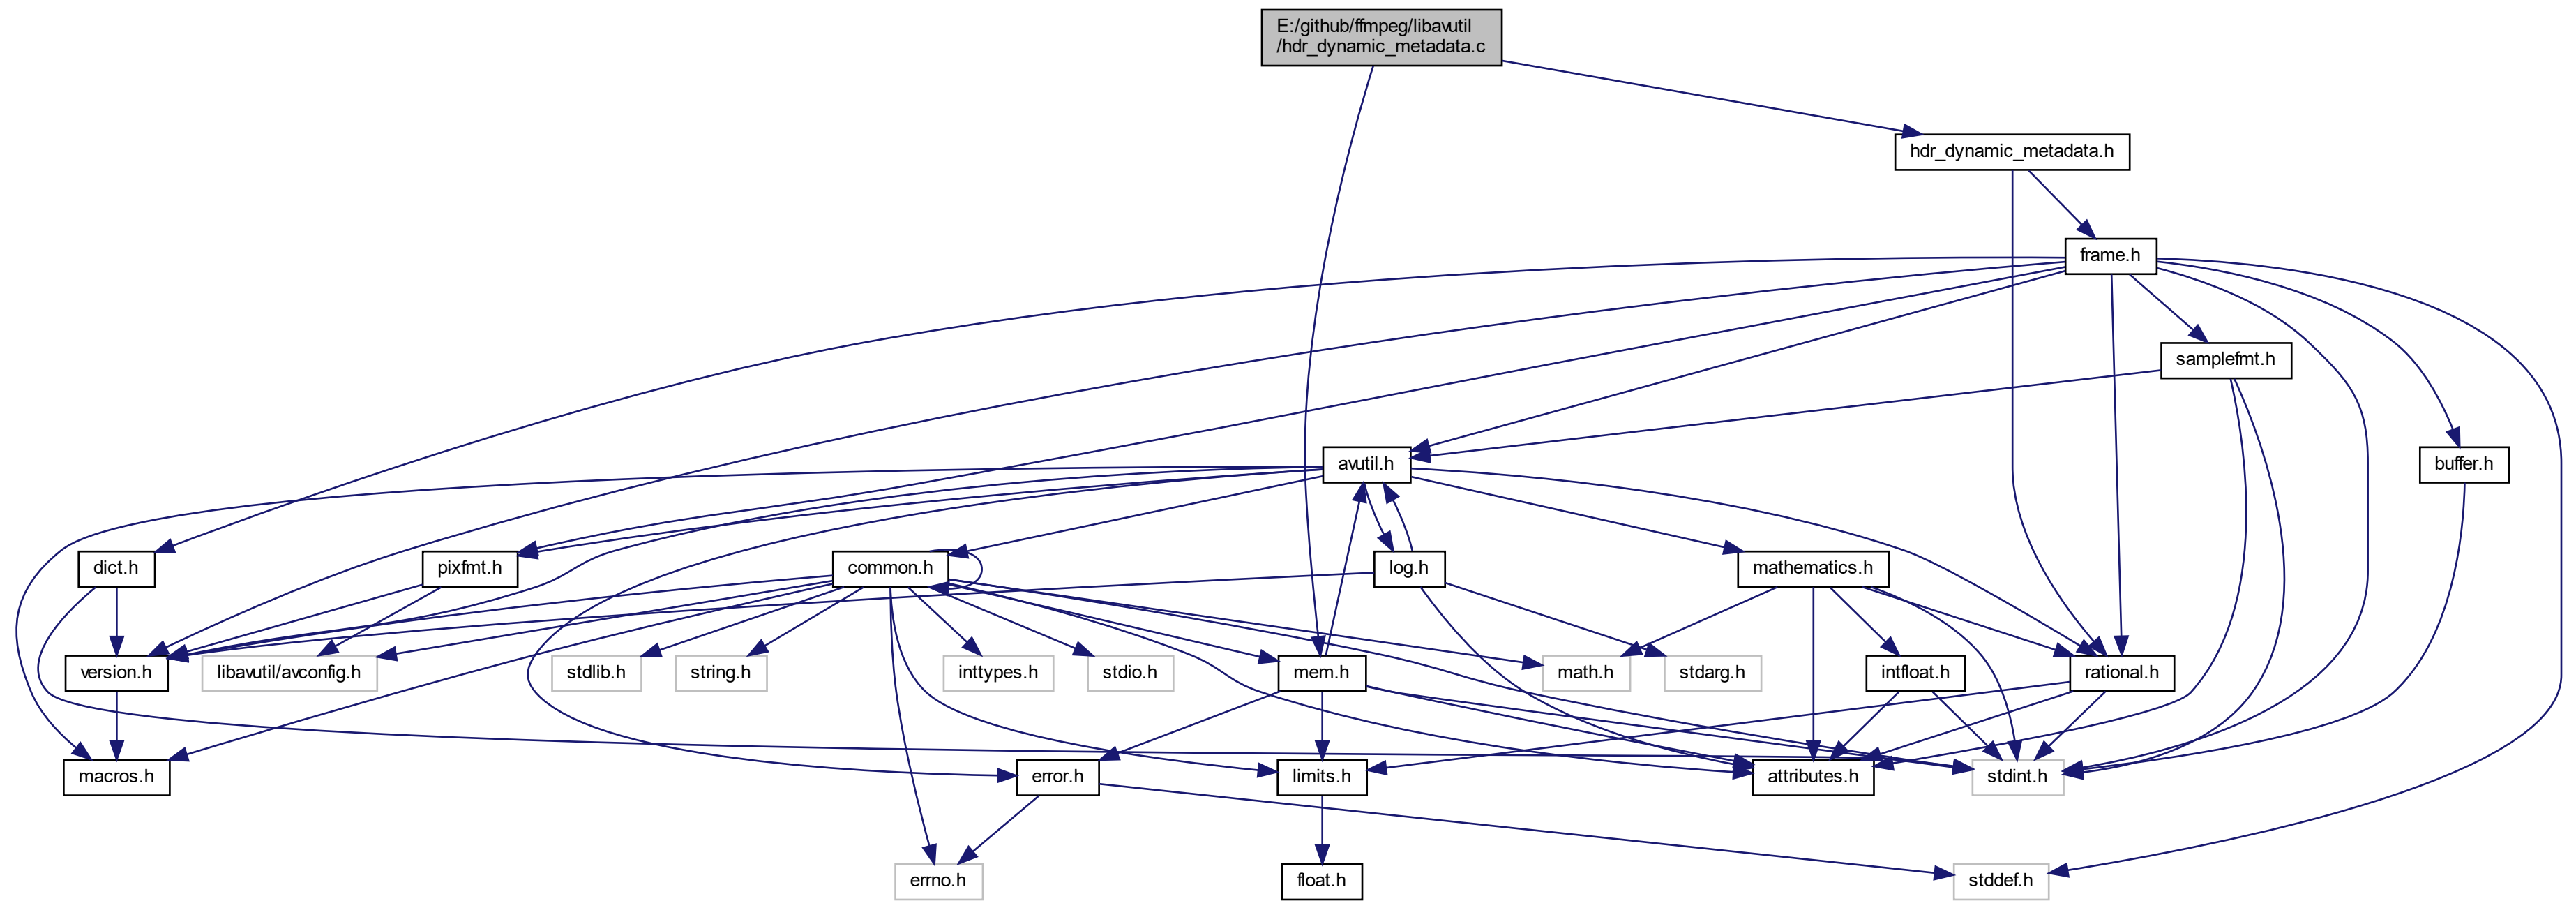 E:/github/ffmpeg/libavutil
/hdr_dynamic_metadata.c
hdr_dynamic_metadata.h
frame.h
samplefmt.h
avutil.h
buffer.h
dict.h
pixfmt.h
common.h
log.h
mathematics.h
version.h
libavutil/avconfig.h
stdlib.h
string.h
inttypes.h
stdio.h
mem.h
math.h
stdarg.h
intfloat.h
rational.h
macros.h
error.h
limits.h
attributes.h
stdint.h
errno.h
float.h
stddef.h